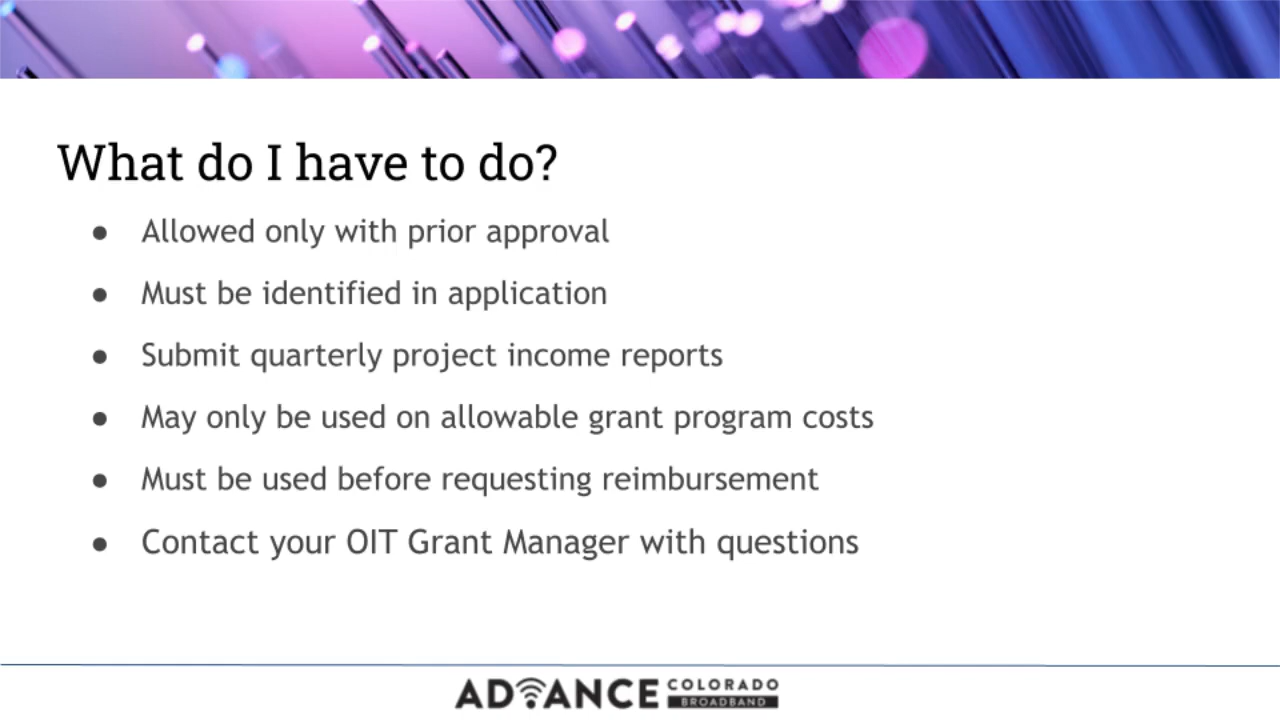 What do I have to do?
● Allowed only with prior approval
● Must be identified in application
● Submit quarterly project income reports
● May only be used on allowable grant program costs
● Must be used before requesting reimbursement
● Contact your OIT Grant Manager with questions
ADVANCE COLORADO
BROADBAND